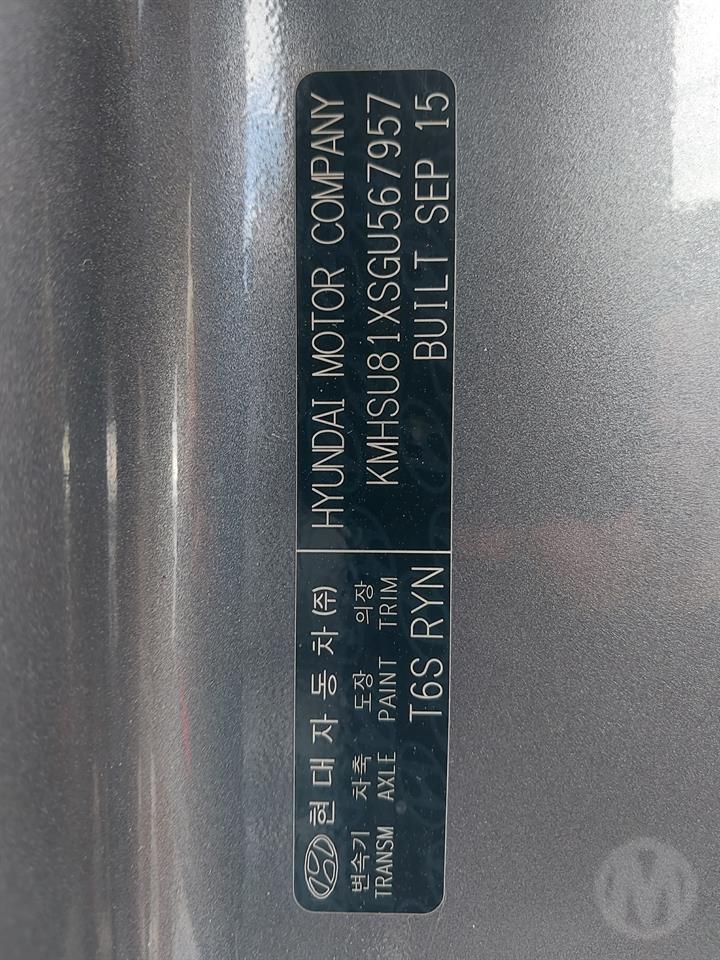 현대자동차(주)
변속기 차축 도장 의장
TRANSM AXLE PAINT TRIM
T6S RYN
HYUNDAI MOTOR COMPANY
KMHSU81XSGU567957
BUILT SEP 15
M